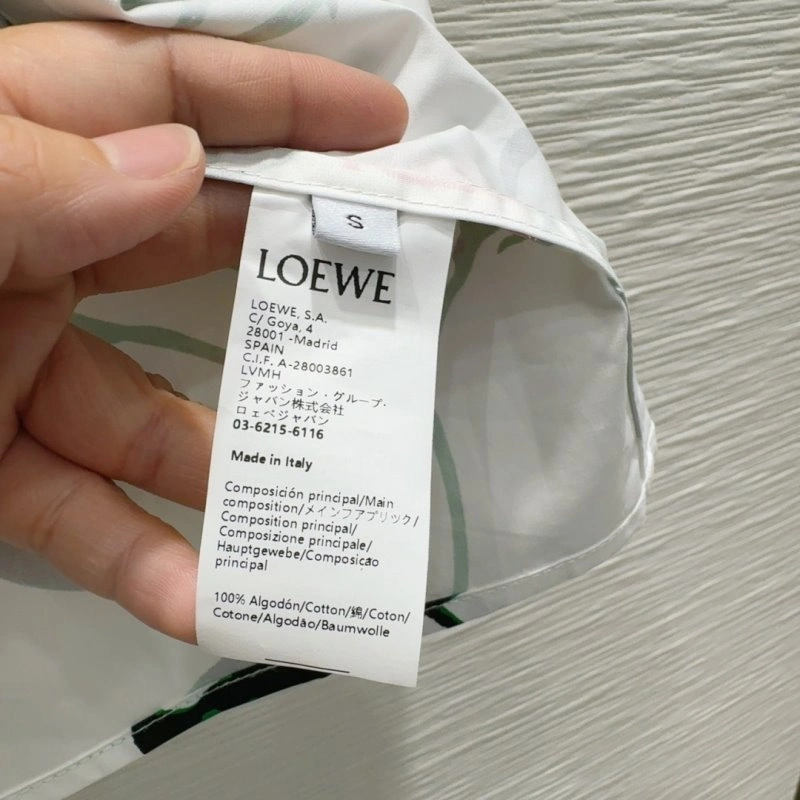 S
LOEWE
LOEWE, S.A.
C/ Goya, 4
28001 -Madrid
SPAIN
C.I.F. A-28003861
LVMH
ファッション・グループ・
ジャパン株式会社
ロエベジャパン
03-6215-6116
Made in Italy
Composición principal/Main
composition/メインファブリック/
Composition principal/
Composizione principale/
Hauptgewebe/Composição
principal
100% Algodón/Cotton/綿/Coton/
Cotone/Algodão/Baumwolle